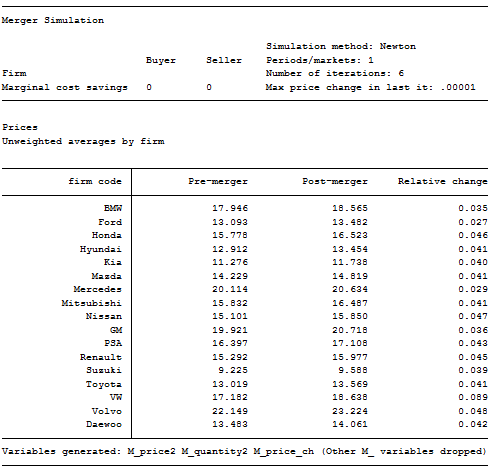 Merger Simulation
Simulation method: Newton
Buyer Seller Periods/markets: 1
Firm Number of iterations: 6
Marginal cost savings 0 0 Max price change in last it: .00001
Prices
Unweighted averages by firm
firm code Pre-merger Post-merger Relative change
BMW 17.946 18.565 0.035
Ford 13.093 13.482 0.027
Honda 15.778 16.523 0.046
Hyundai 12.912 13.454 0.041
Kia 11.276 11.738 0.040
Mazda 14.229 14.819 0.041
Mercedes 20.114 20.634 0.029
Mitsubishi 15.832 16.487 0.041
Nissan 15.101 15.850 0.047
GM 19.921 20.718 0.036
PSA 16.397 17.108 0.043
Renault 15.292 15.977 0.045
Suzuki 9.225 9.588 0.039
Toyota 13.019 13.569 0.041
VW 17.182 18.638 0.089
Volvo 22.149 23.224 0.048
Daewoo 13.483 14.061 0.042
Variables generated: M_price2 M_quantity2 M_price_ch (Other M_ variables dropped)